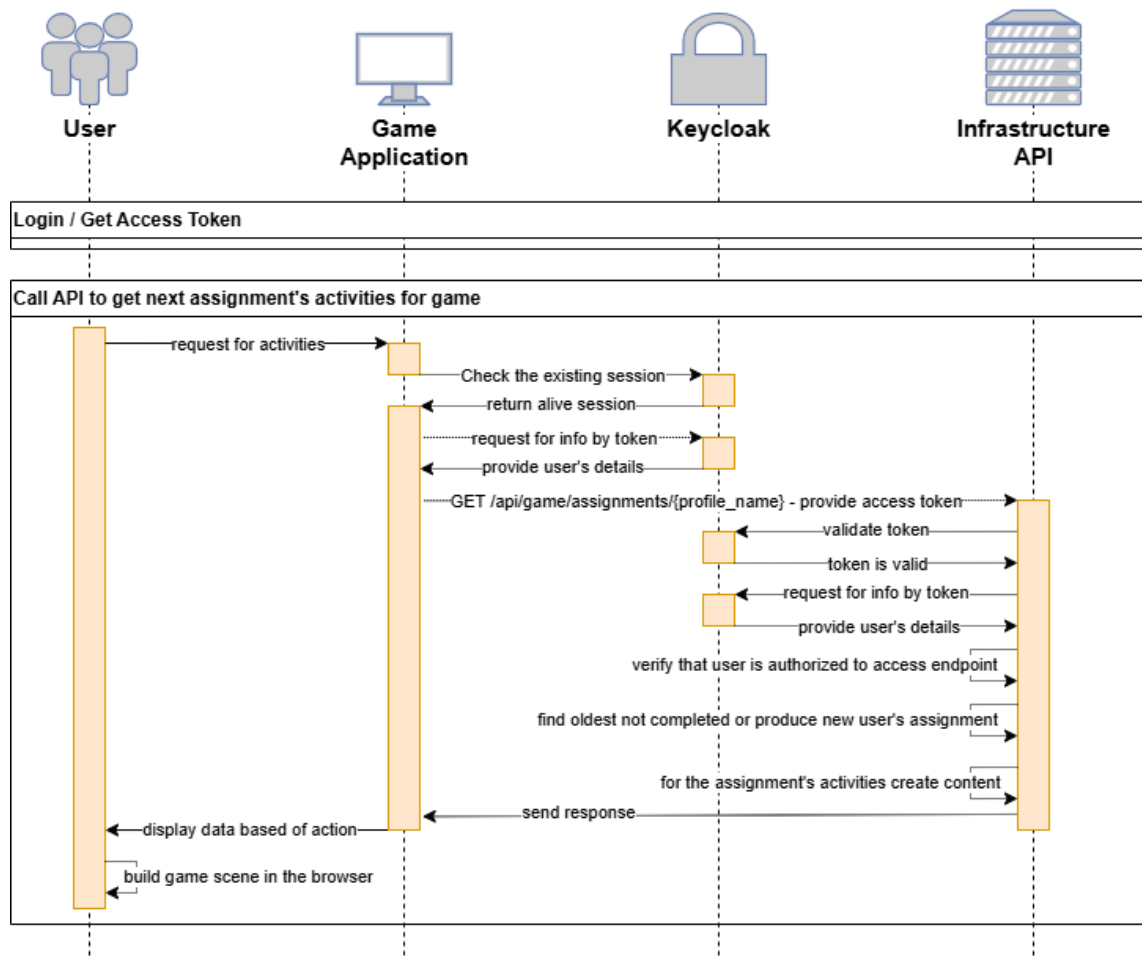 User
Game
Application
Keycloak
Infrastructure
API
Login / Get Access Token
Call API to get next assignment's activities for game
request for activities
Check the existing session
return alive session
request for info by token
provide user's details
GET /api/game/assignments/{profile_name} - provide access token
validate token
token is valid
request for info by token
provide user's details
verify that user is authorized to access endpoint
find oldest not completed or produce new user's assignment
for the assignment's activities create content
send response
display data based of action
build game scene in the browser